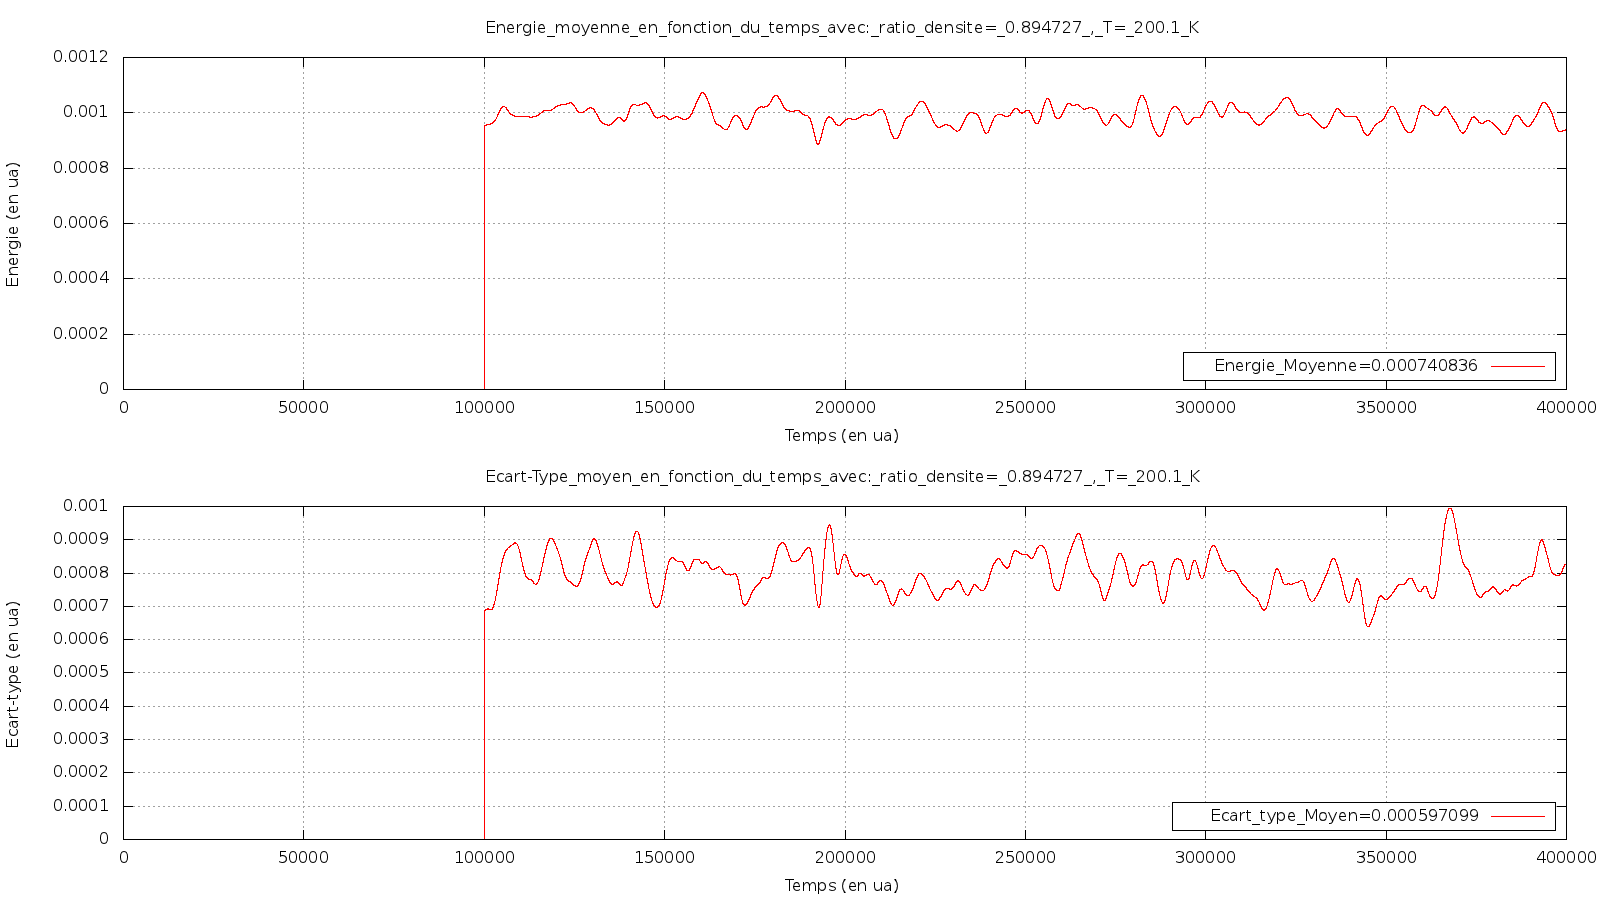 Energie_moyenne_en_fonction_du_temps_avec:_ratio_densite=_0.894727_,_T=_200.1_K
0.0012
0.001
0.0008
0.0006
0.0004
0.0002
0
Energie (en ua)
Energie_Moyenne=0.000740836
0 50000 100000 150000 200000 250000 300000 350000 400000
Temps (en ua)
Ecart-Type_moyen_en_fonction_du_temps_avec:_ratio_densite=_0.894727_,_T=_200.1_K
0.001
0.0009
0.0008
0.0007
0.0006
0.0005
0.0004
0.0003
0.0002
0.0001
0
Ecart-type (en ua)
Ecart_type_Moyen=0.000597099
0 50000 100000 150000 200000 250000 300000 350000 400000
Temps (en ua)